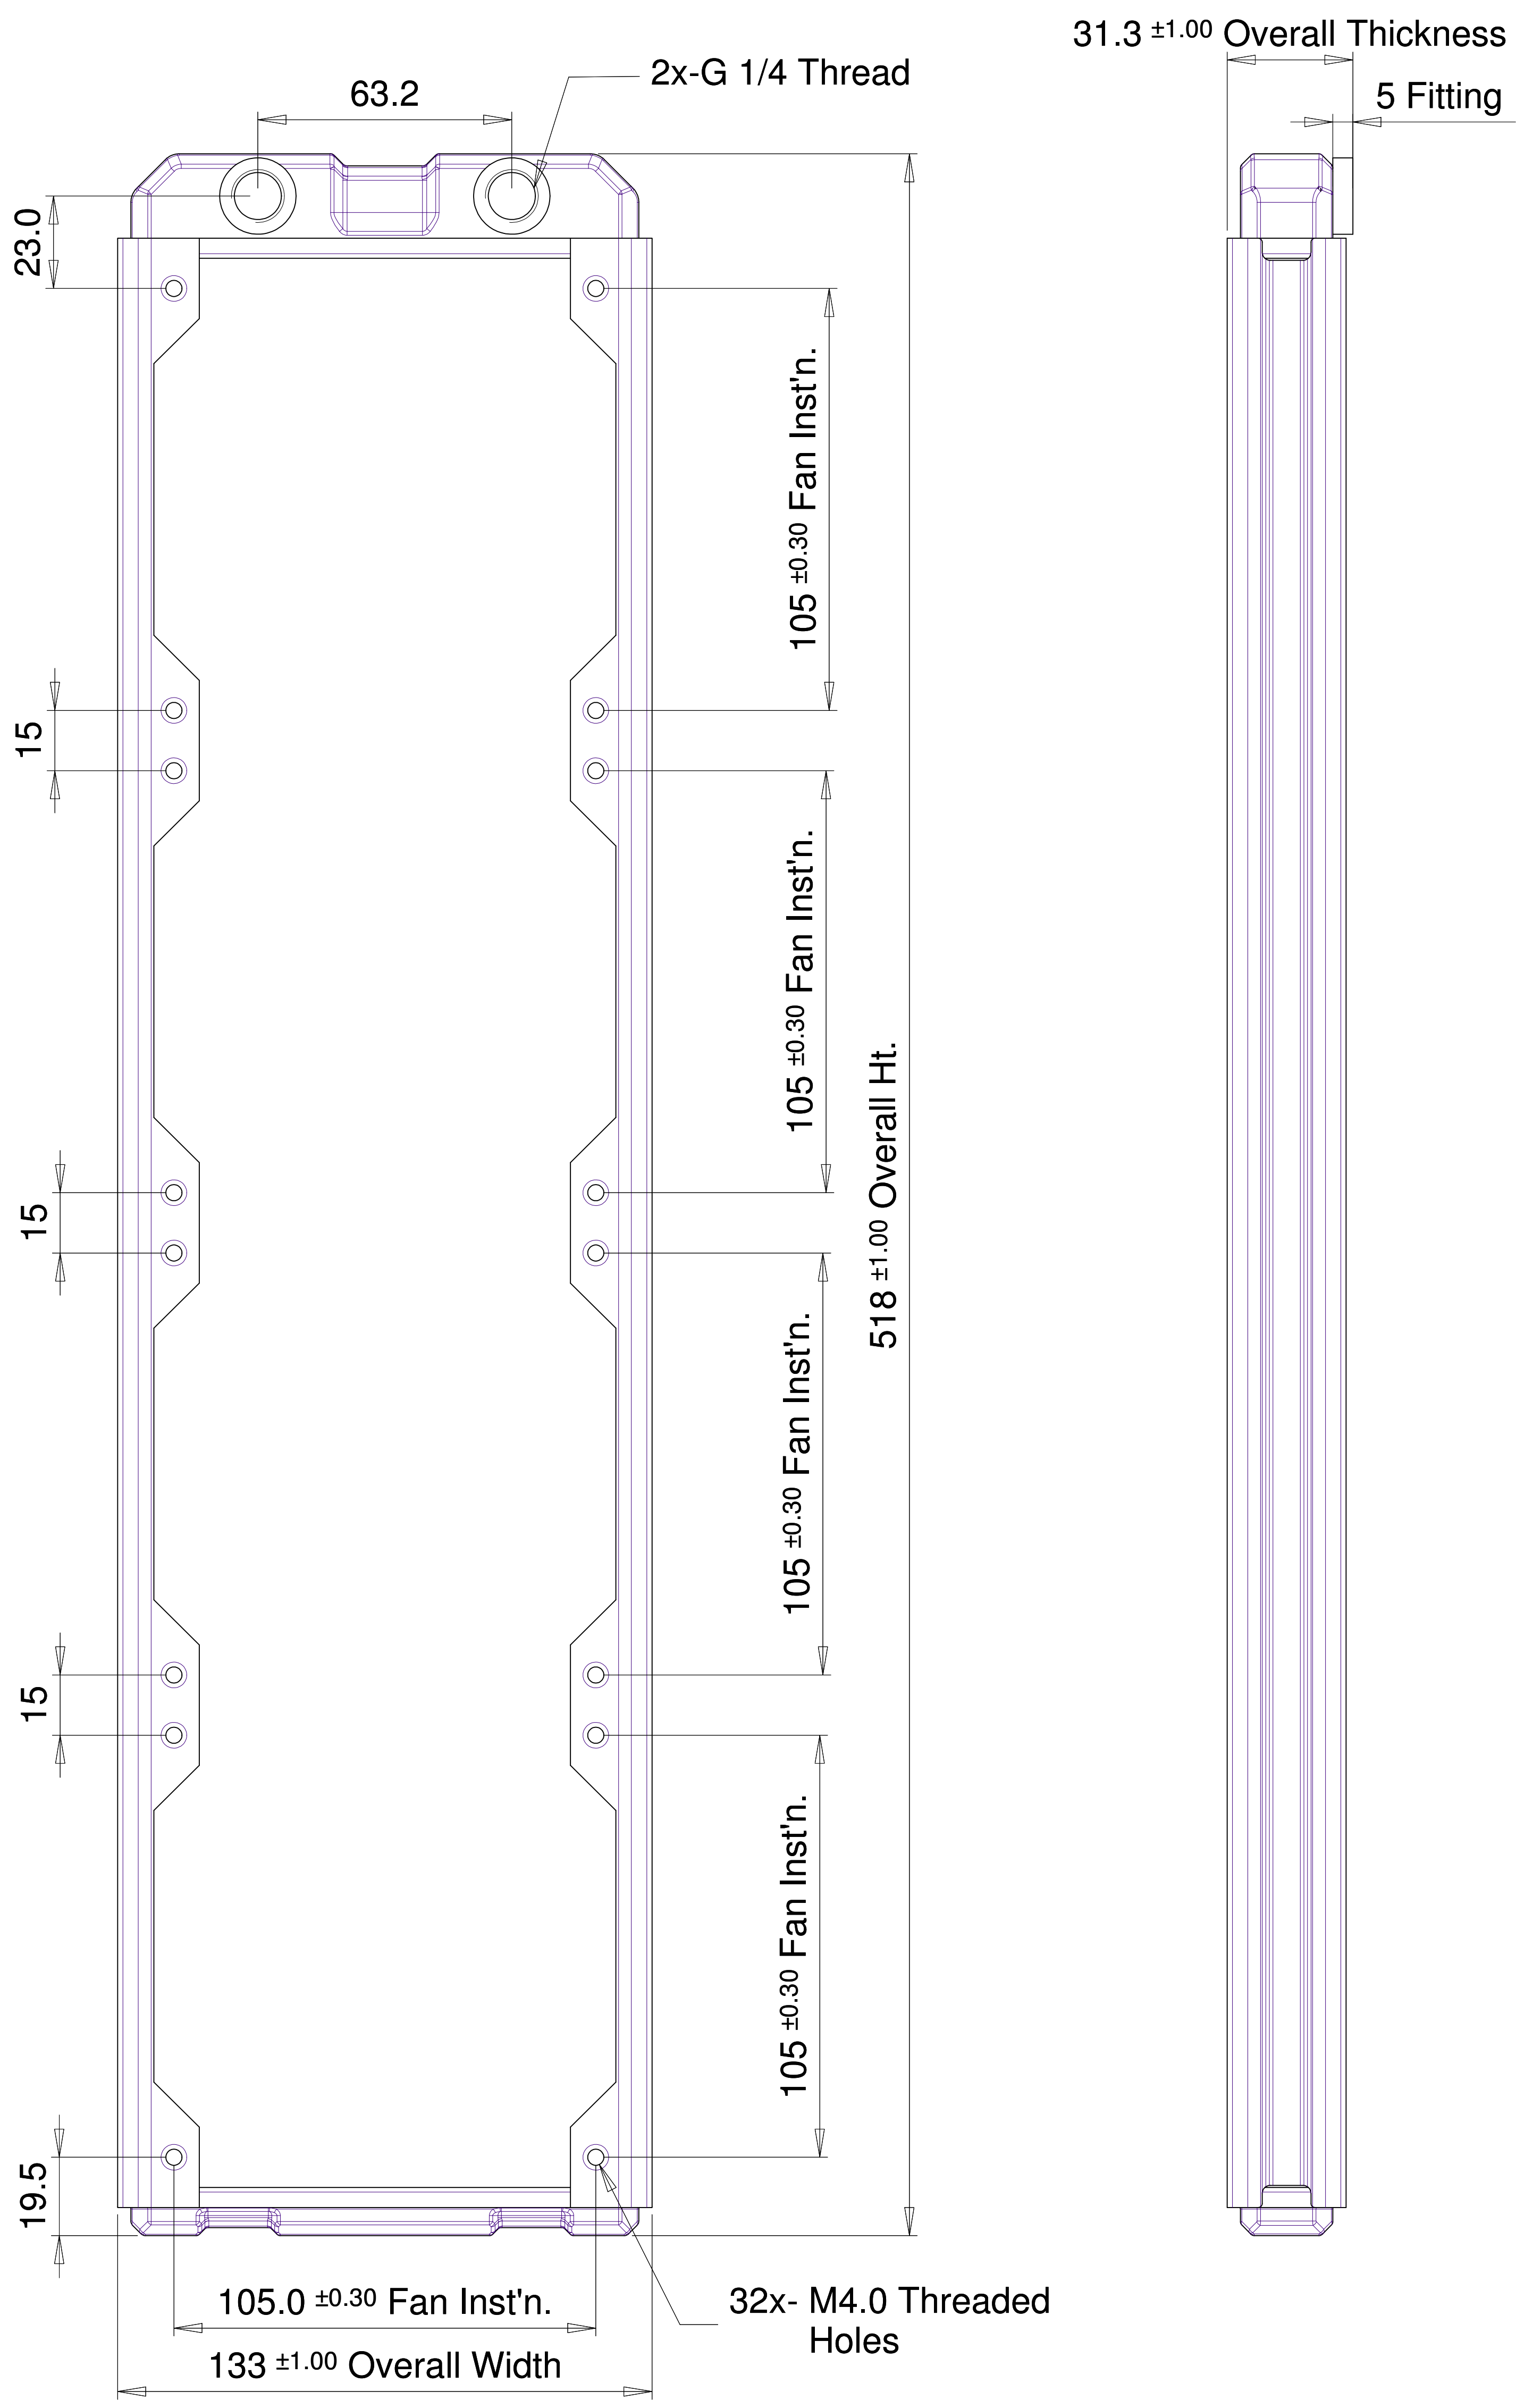 31.3 ±1.00 Overall Thickness
2x-G 1/4 Thread
63.2
5 Fitting
23.0
105 ±0.30 Fan Inst'n.
15
105 ±0.30 Fan Inst'n.
518 ±1.00 Overall Ht.
15
105 ±0.30 Fan Inst'n.
15
105 ±0.30 Fan Inst'n.
19.5
105.0 ±0.30 Fan Inst'n.
32x- M4.0 Threaded
Holes
133 ±1.00 Overall Width